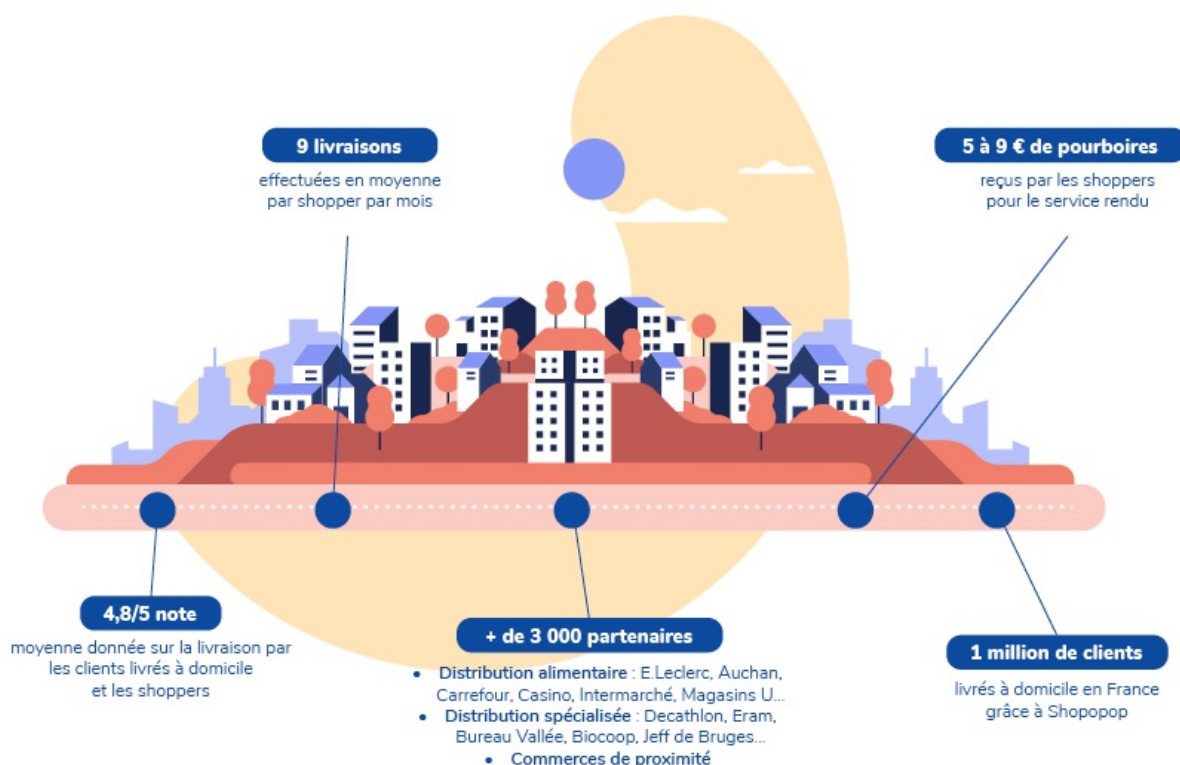 9 livraisons
effectuées en moyenne
par shopper par mois
5 à 9 € de pourboires
reçus par les shoppers
pour le service rendu
4,8/5 note
moyenne donnée sur la livraison par
les clients livrés à domicile
et les shoppers
+ de 3 000 partenaires
• Distribution alimentaire : E.Leclerc, Auchan,
Carrefour, Casino, Intermarché, Magasins U...
• Distribution spécialisée : Decathlon, Eram,
Bureau Vallée, Biocoop, Jeff de Bruges...
• Commerces de proximité
1 million de clients
livrés à domicile en France
grâce à Shopopop